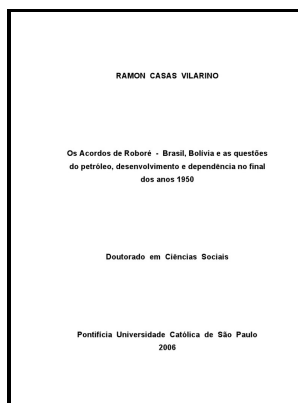 RAMON CASAS VILARINO
Os Acordos de Roboré - Brasil, Bolívia e as questões
do petróleo, desenvolvimento e dependência no final
dos anos 1950
Doutorado em Ciências Sociais
Pontifícia Universidade Católica de São Paulo
2006